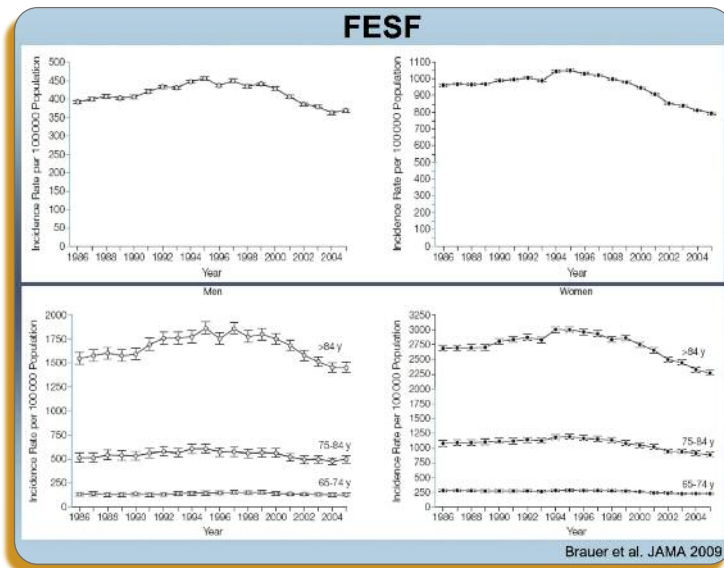 FESF
Incidence Rate per 100 000 Population
500
450
400
350
300
250
200
150
100
50
0
1986 1988 1990 1992 1994 1996 1998 2000 2002 2004
Year
Incidence Rate per 100 000 Population
1100
1000
900
800
700
600
500
400
300
200
100
0
1986 1988 1990 1992 1994 1996 1998 2000 2002 2004
Year
Men
Incidence Rate per 100 000 Population
2000
1750
1500
1250
1000
750
500
250
0
>84 y
75-84 y
65-74 y
1986 1988 1990 1992 1994 1996 1998 2000 2002 2004
Year
Women
Incidence Rate per 100 000 Population
3250
3000
2750
2500
2250
2000
1750
1500
1250
1000
750
500
250
0
>84 y
75-84 y
65-74 y
1986 1988 1990 1992 1994 1996 1998 2000 2002 2004
Year
Brauer et al. JAMA 2009